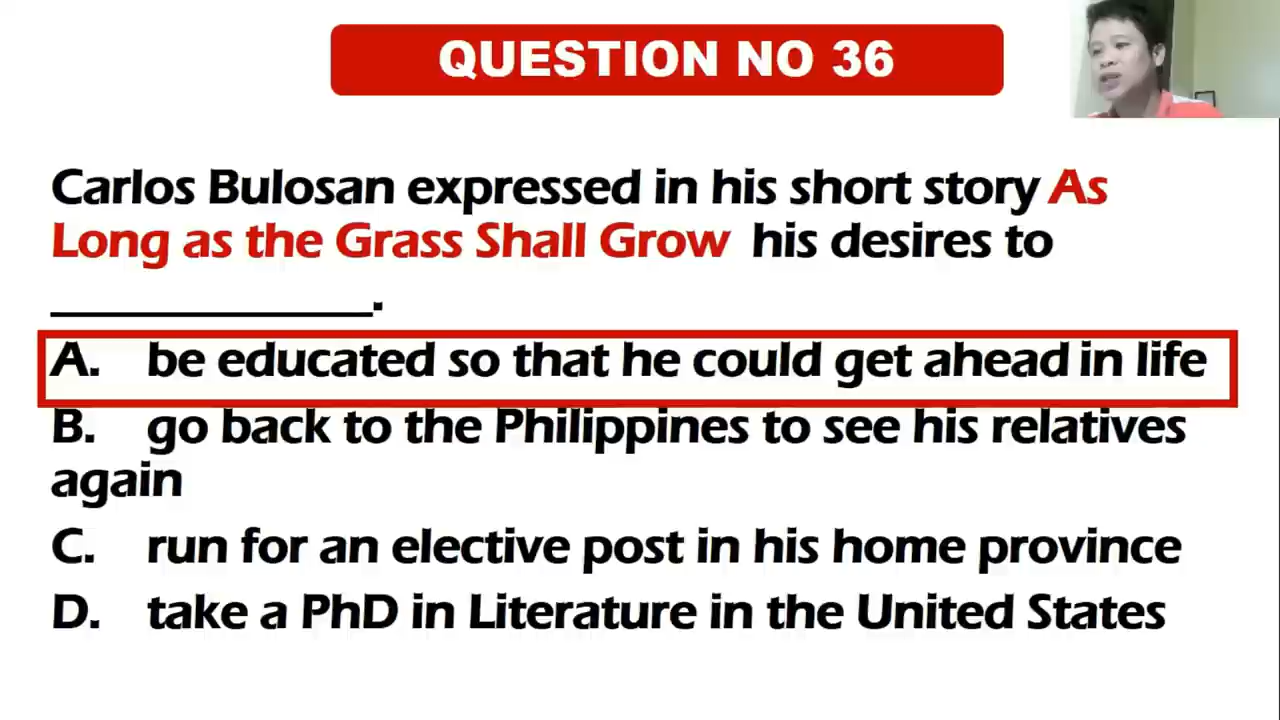 QUESTION NO 36
Carlos Bulosan expressed in his short story As
Long as the Grass Shall Grow his desires to
____________.
A. be educated so that he could get ahead in life
B. go back to the Philippines to see his relatives
again
C. run for an elective post in his home province
D. take a PhD in Literature in the United States